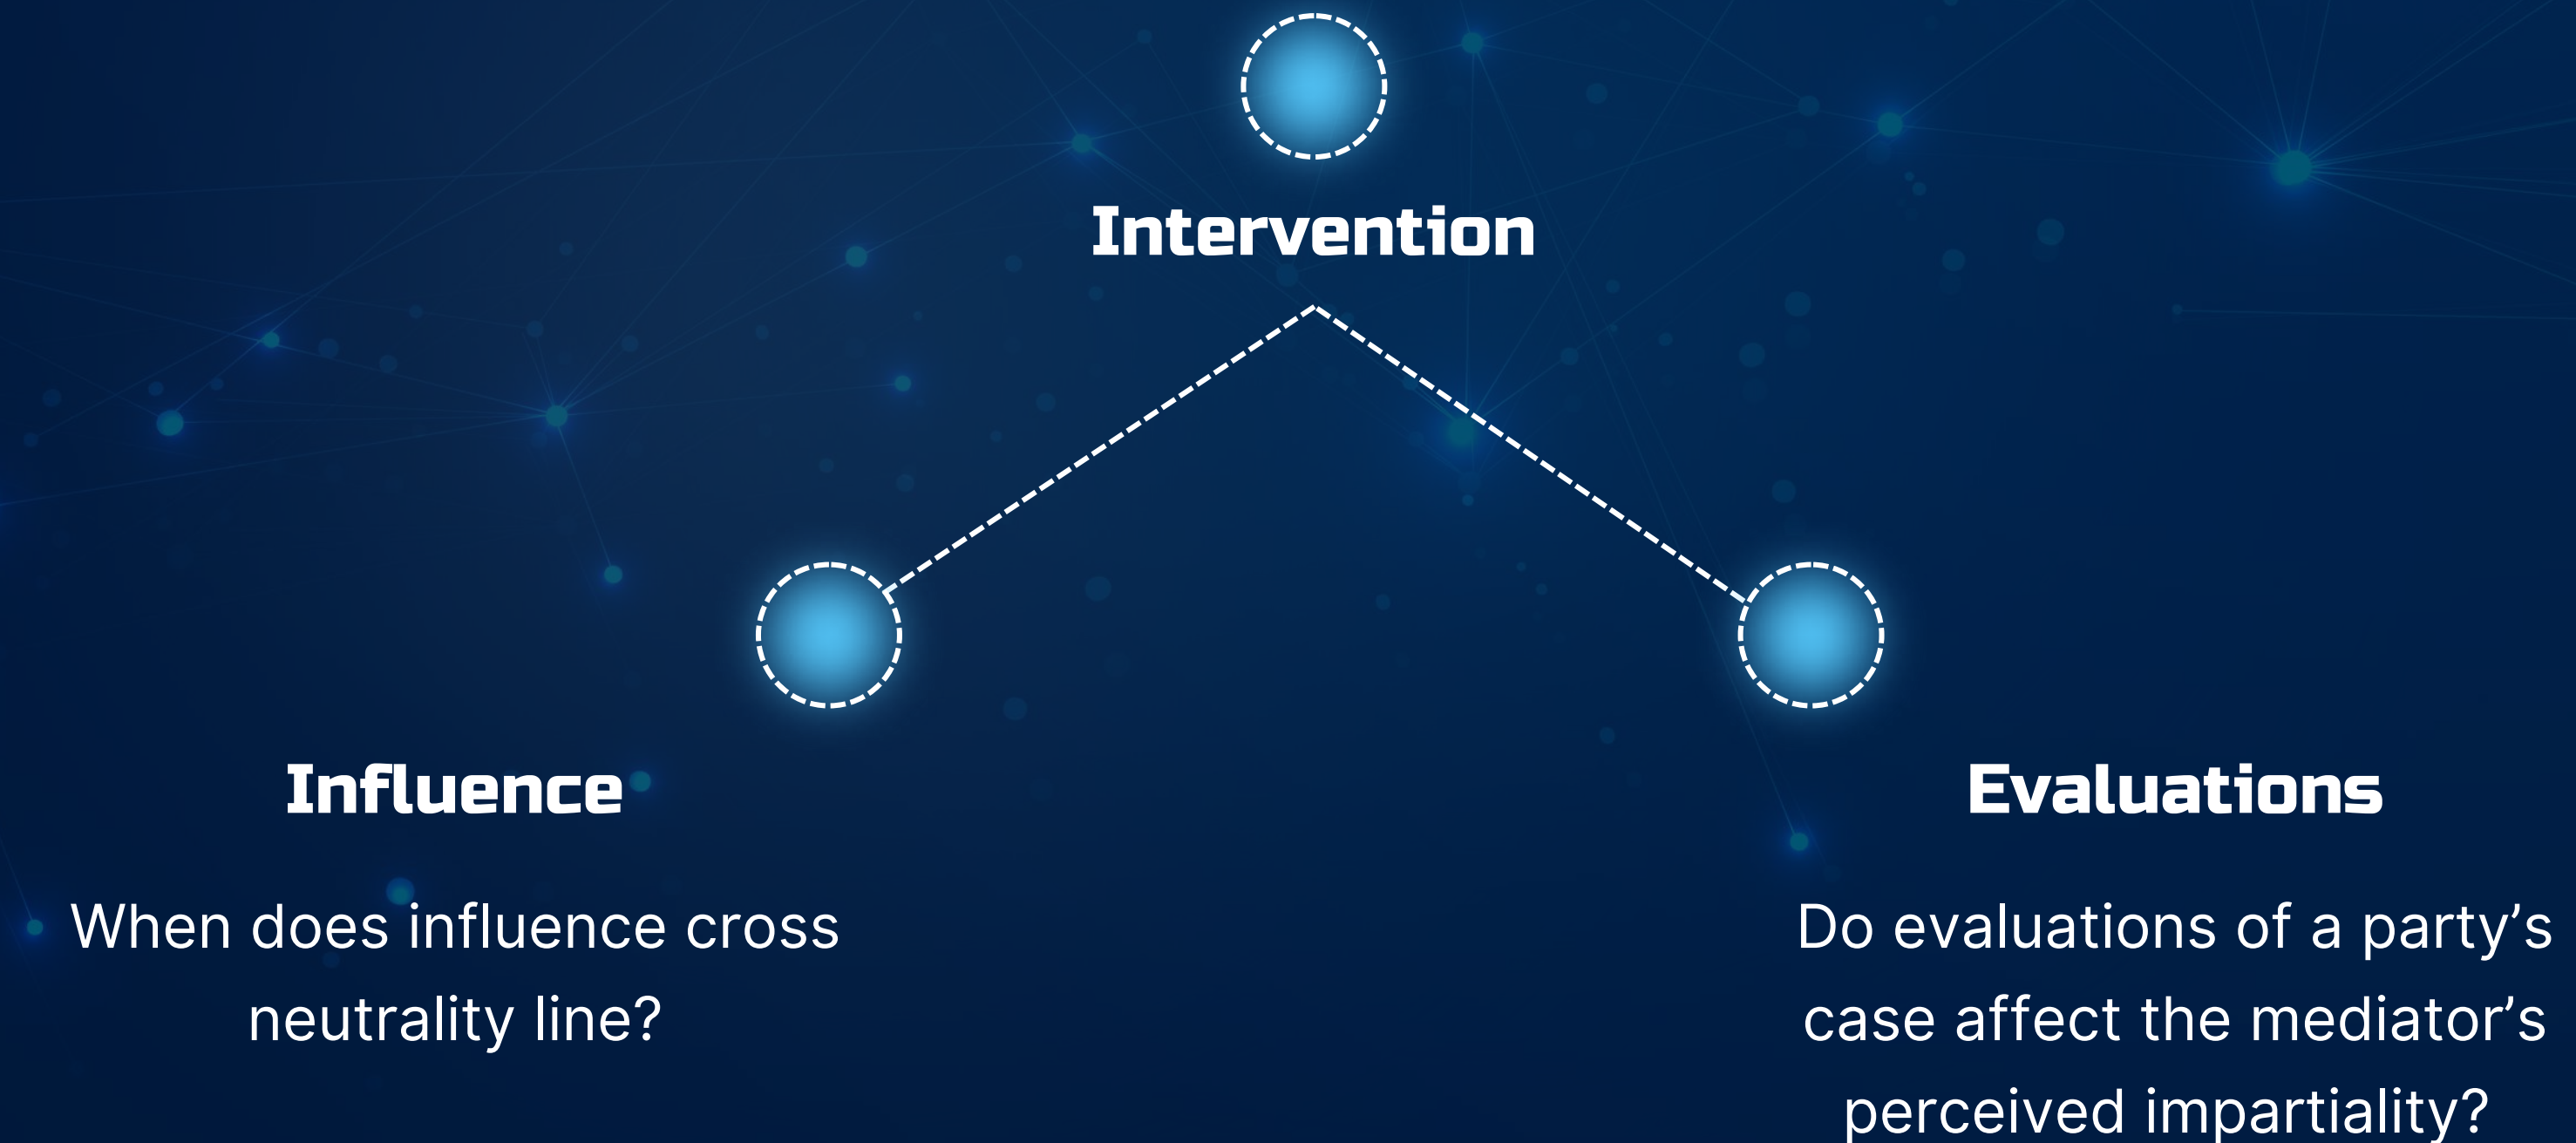 Intervention
Influence
When does influence cross
neutrality line?
Evaluations
Do evaluations of a party’s
case affect the mediator’s
perceived impartiality?